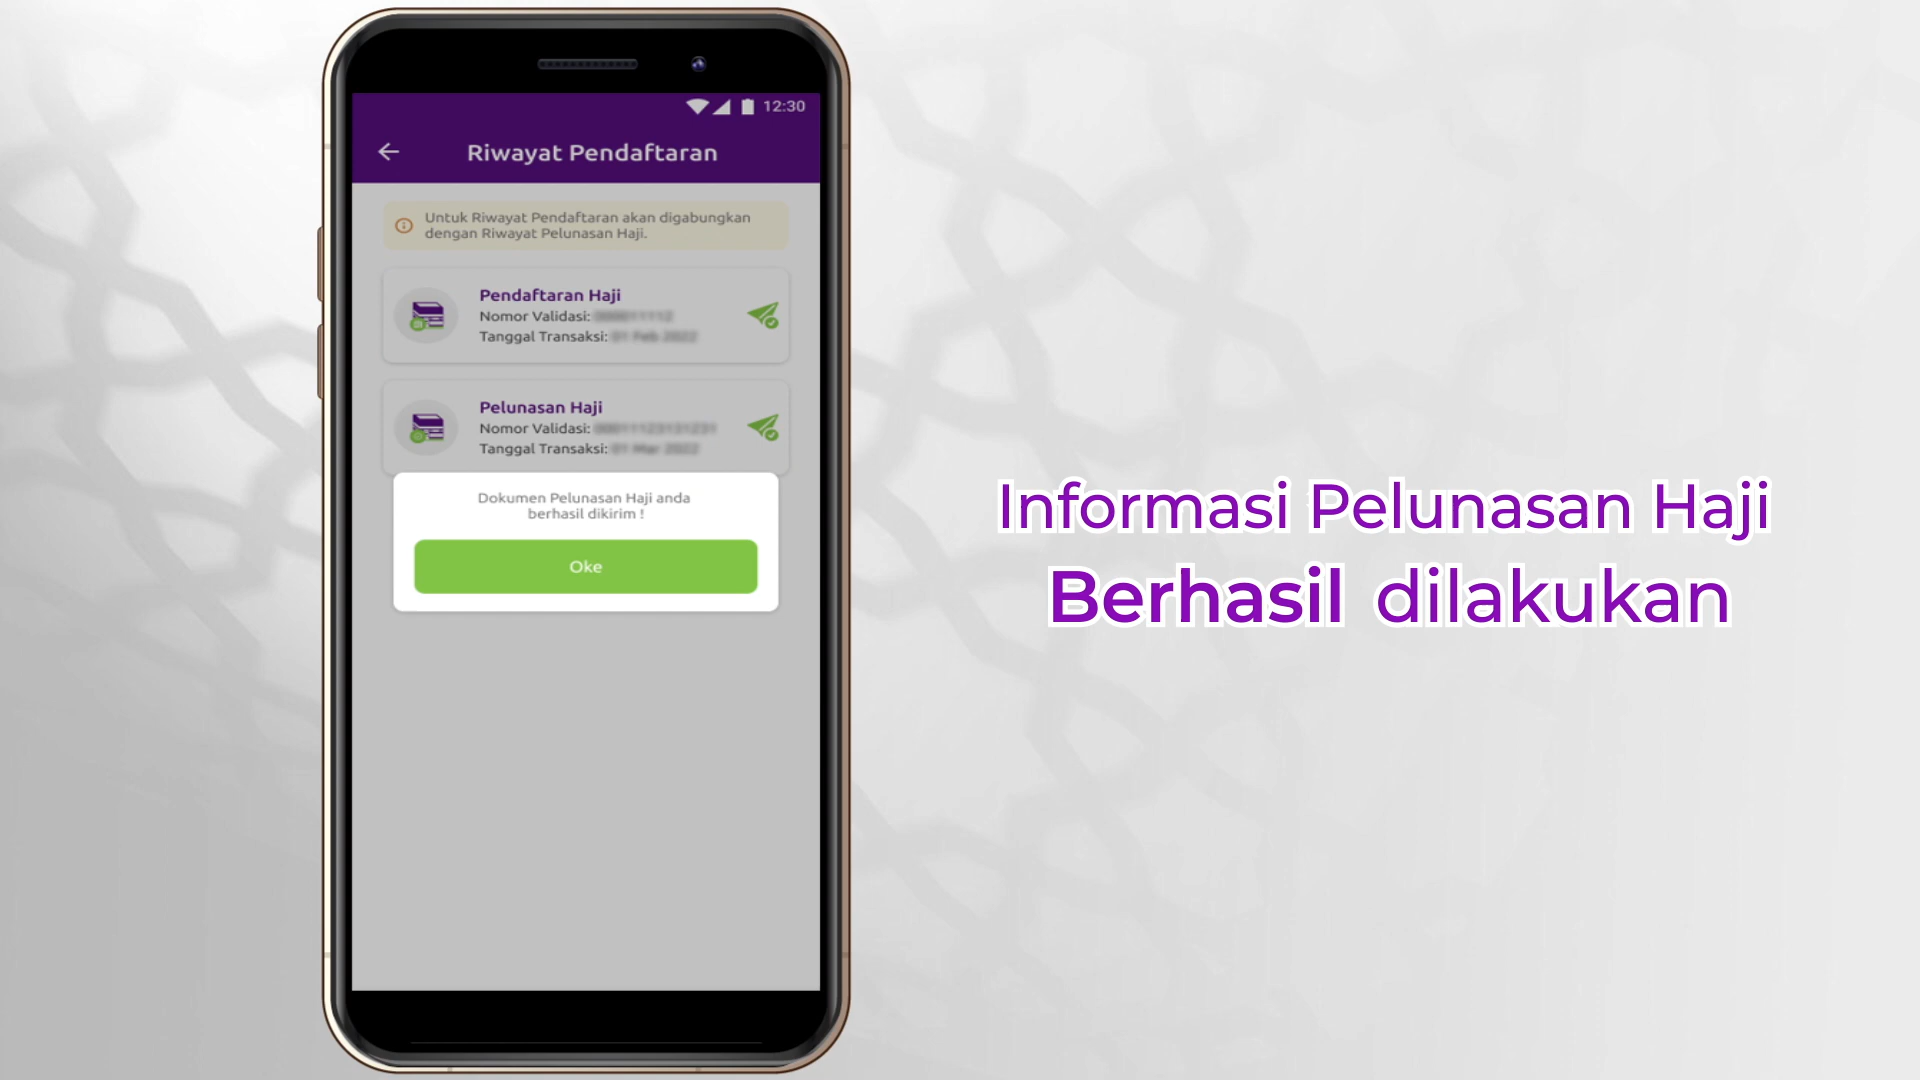 12:30
Riwayat Pendaftaran
Untuk Riwayat Pendaftaran akan digabungkan
dengan Riwayat Pelunasan Haji.
Pendaftaran Haji
Nomor Validasi:
Tanggal Transaksi:
Pelunasan Haji
Nomor Validasi:
Tanggal Transaksi:
Dokumen Pelunasan Haji anda
berhasil dikirim !
Oke
Informasi Pelunasan Haji
Berhasil dilakukan